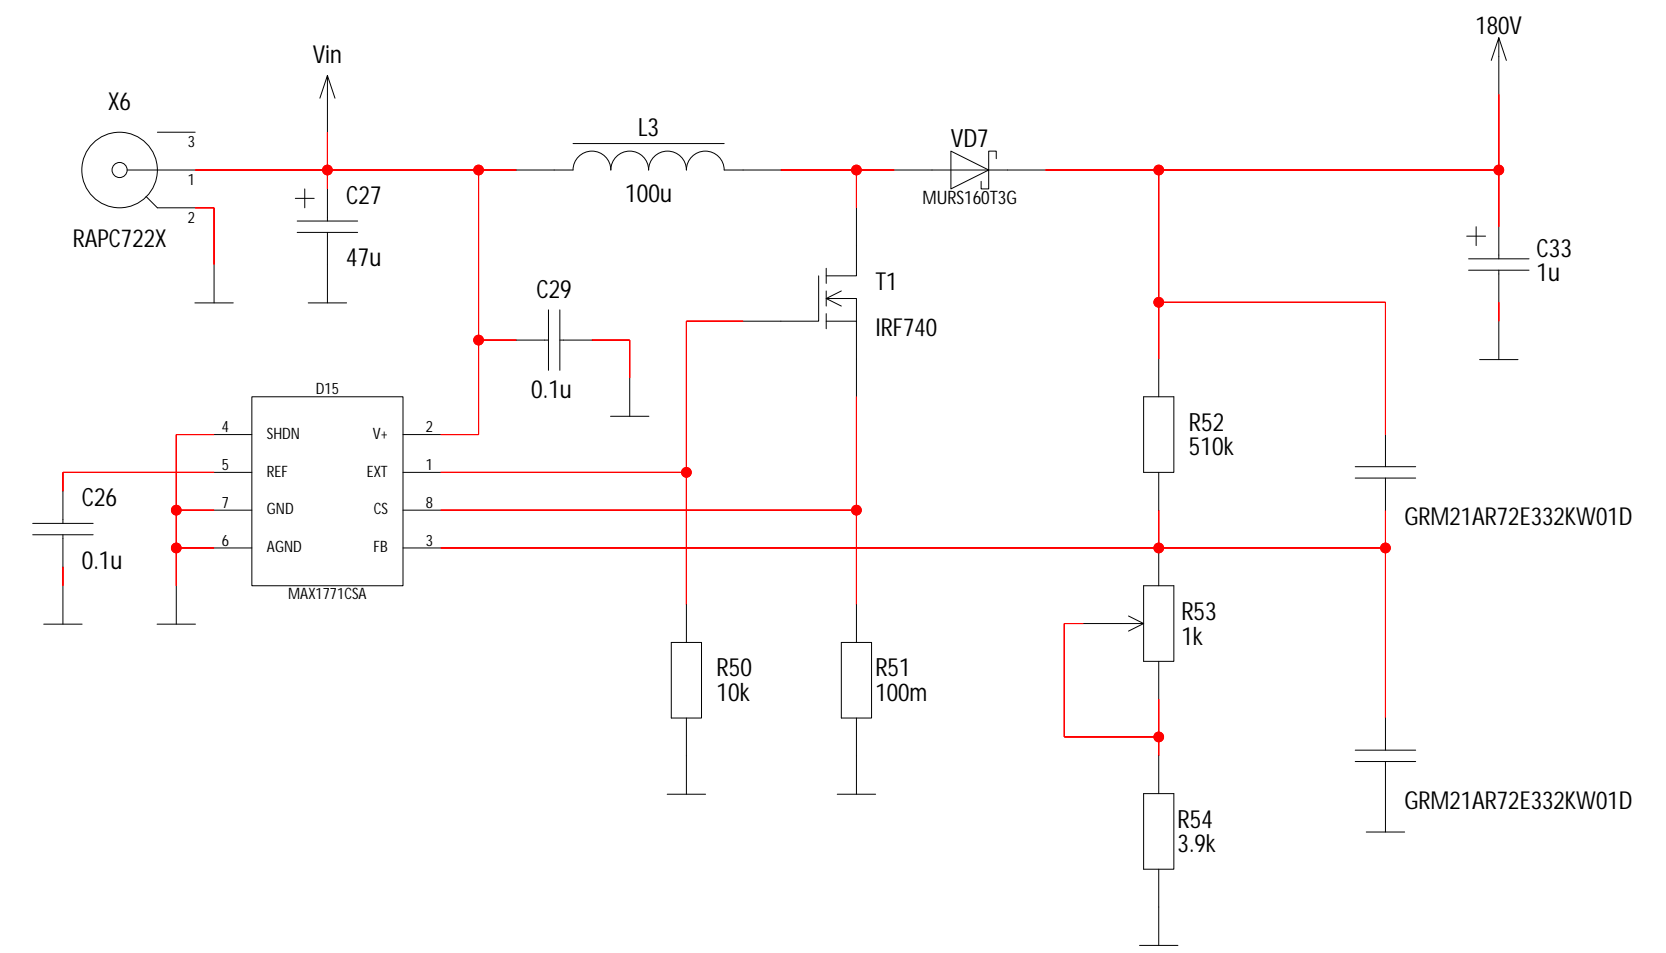 180V
Vin
X6
3
1
2
RAPC722X
C27
47u
L3
100u
VD7
MURS160T3G
C33
1u
C29
0.1u
T1
IRF740
D15
4 SHDN V+ 2
5 REF EXT 1
7 GND CS 8
6 AGND FB 3
MAX1771CSA
C26
0.1u
R52
510k
GRM21AR72E332KW01D
R53
1k
R50
10k
R51
100m
GRM21AR72E332KW01D
R54
3.9k